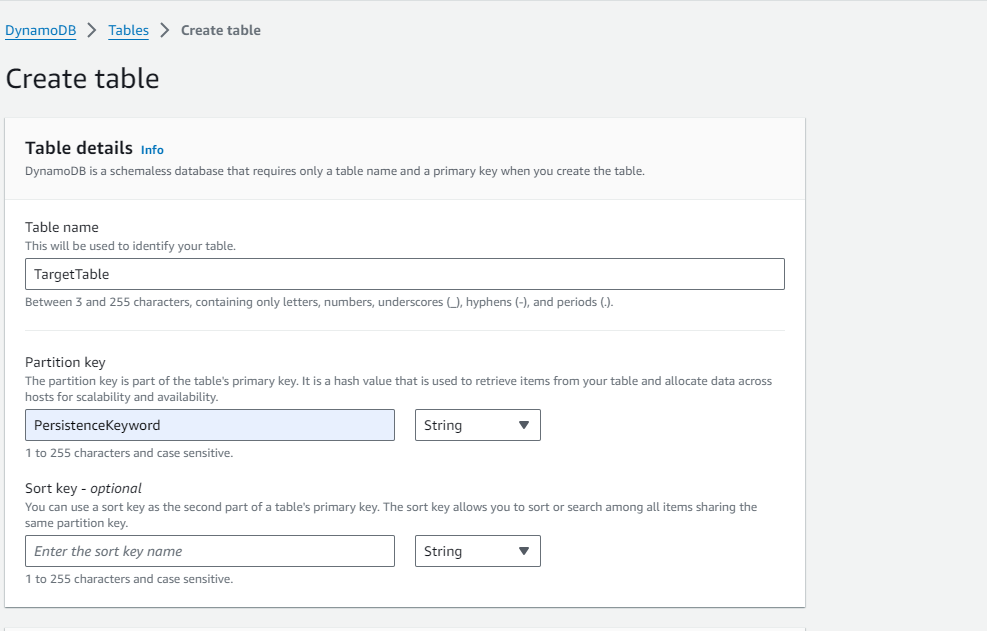 DynamoDB > Tables > Create table
Create table
Table details Info
DynamoDB is a schemaless database that requires only a table name and a primary key when you create the table.
Table name
This will be used to identify your table.
TargetTable
Between 3 and 255 characters, containing only letters, numbers, underscores (_), hyphens (-), and periods (.).
Partition key
The partition key is part of the table's primary key. It is a hash value that is used to retrieve items from your table and allocate data across
hosts for scalability and availability.
PersistenceKeyword String
1 to 255 characters and case sensitive.
Sort key - optional
You can use a sort key as the second part of a table's primary key. The sort key allows you to sort or search among all items sharing the
same partition key.
Enter the sort key name String
1 to 255 characters and case sensitive.